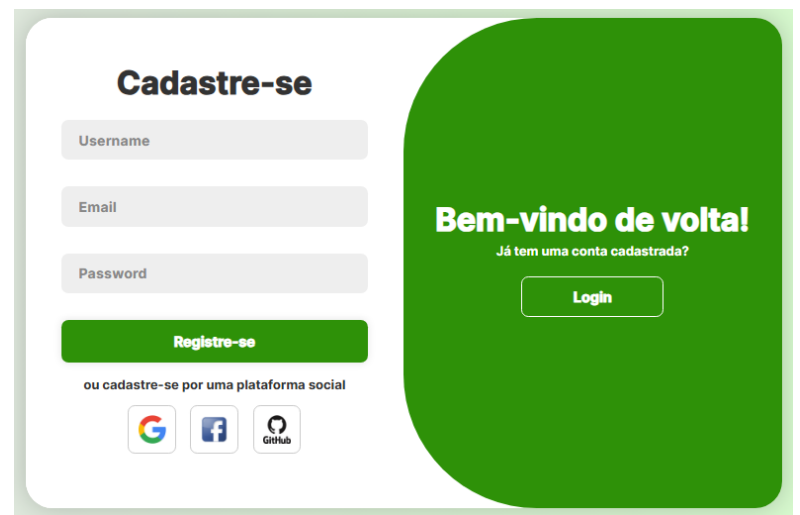 Cadastre-se
Username
Email
Password
Registre-se
ou cadastre-se por uma plataforma social
GitHub
Bem-vindo de volta!
Já tem uma conta cadastrada?
Login